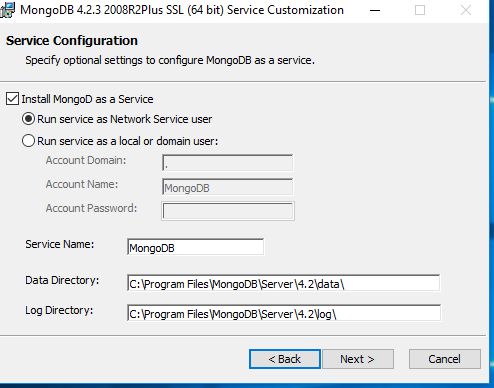 MongoDB 4.2.3 2008R2Plus SSL (64 bit) Service Customization
Service Configuration
Specify optional settings to configure MongoDB as a service.
Install MongoD as a Service
Run service as Network Service user
Run service as a local or domain user:
Account Domain: .
Account Name: MongoDB
Account Password:
Service Name: MongoDB
Data Directory: C:\Program Files\MongoDB\Server\4.2\data\
Log Directory: C:\Program Files\MongoDB\Server\4.2\log\
< Back Next > Cancel